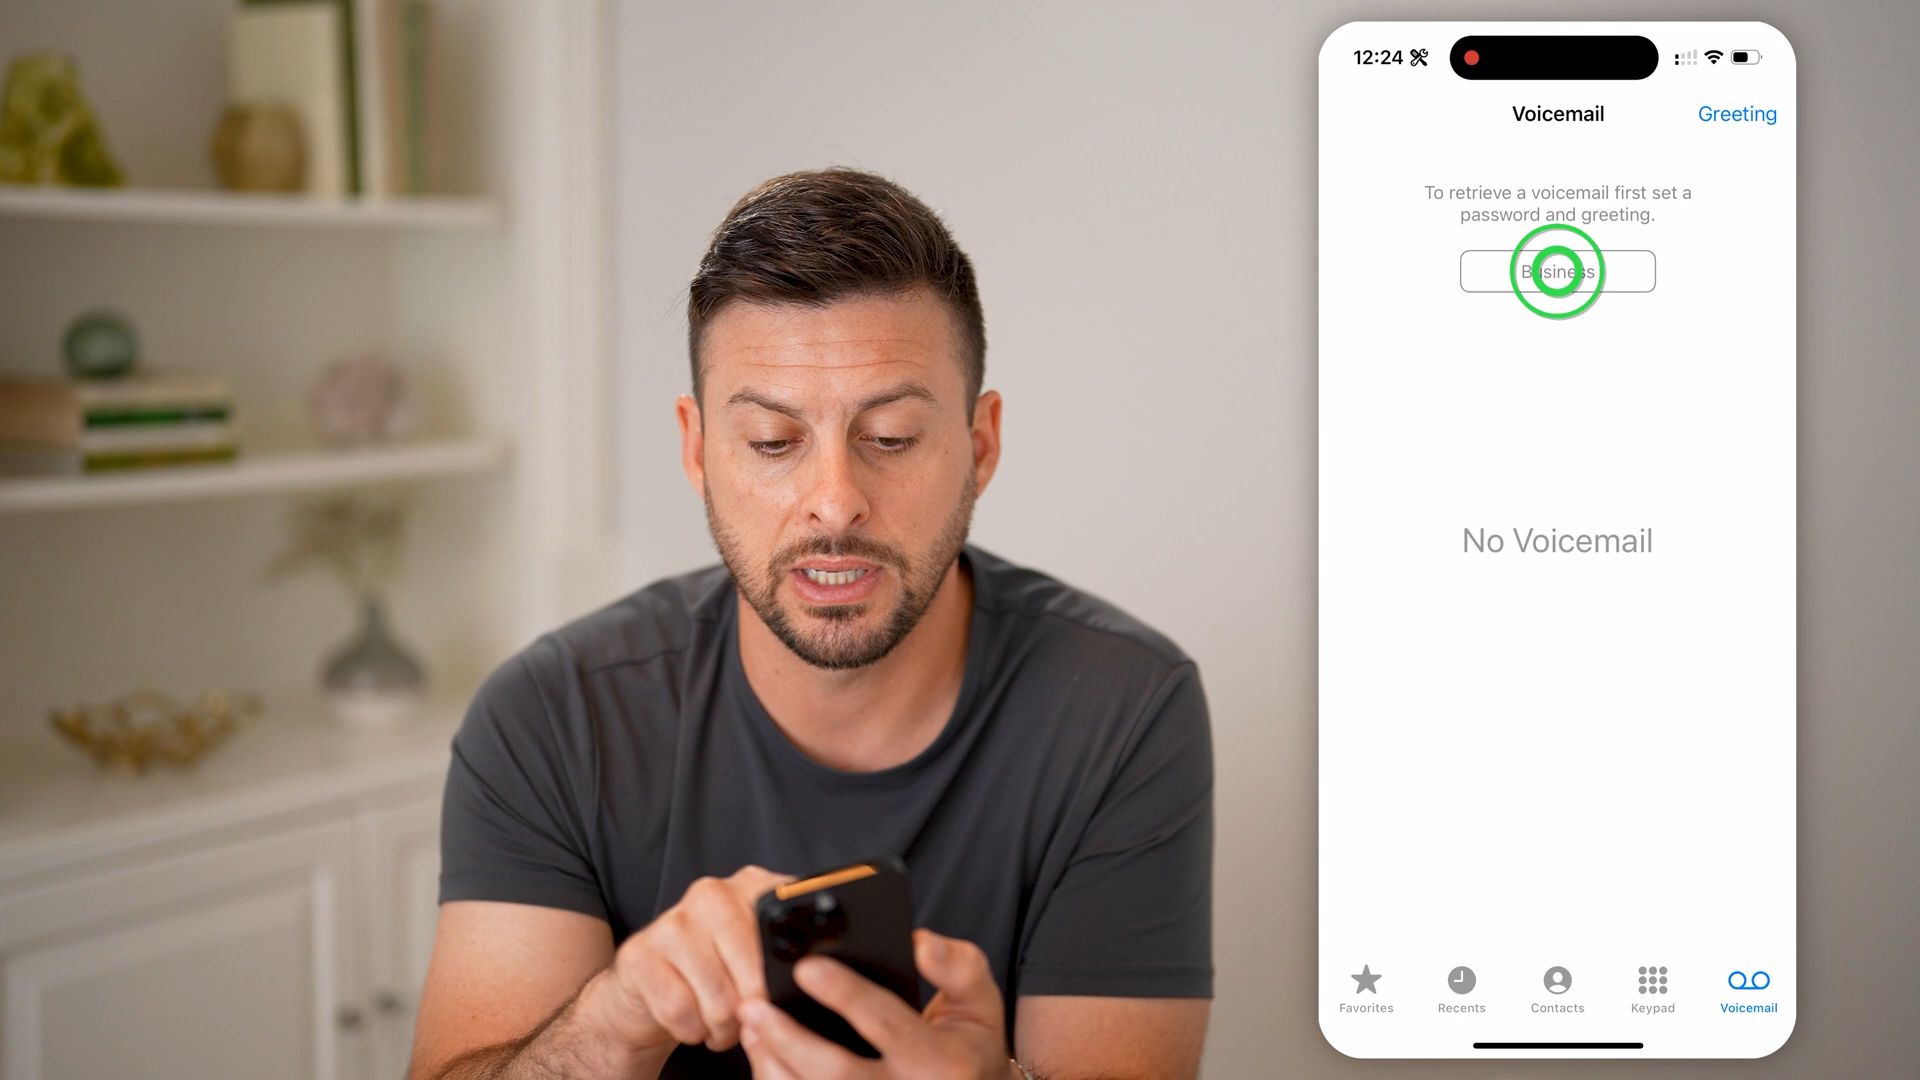 12:24
Voicemail
Greeting
To retrieve a voicemail first set a
password and greeting.
Business
No Voicemail
Favorites
Recents
Contacts
Keypad
Voicemail